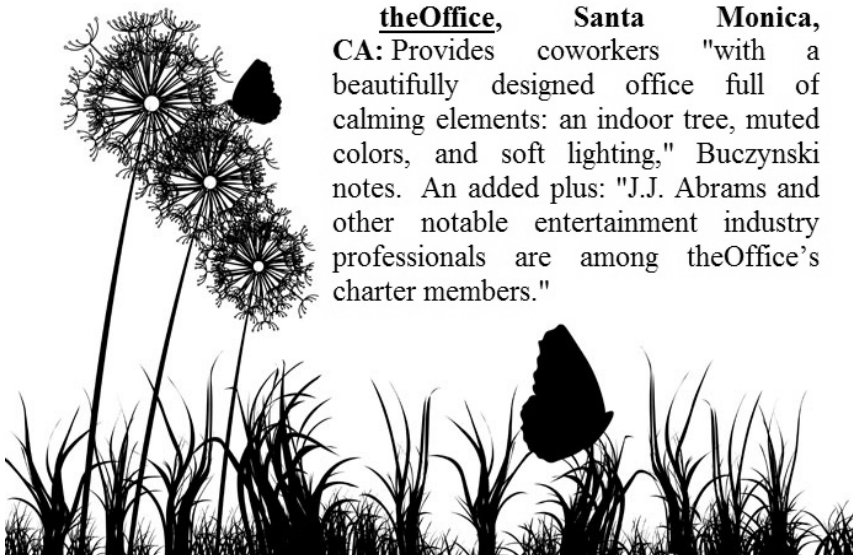 theOffice, Santa Monica,
CA: Provides coworkers "with a
beautifully designed office full of
calming elements: an indoor tree, muted
colors, and soft lighting," Buczynski
notes. An added plus: "J.J. Abrams and
other notable entertainment industry
professionals are among theOffice’s
charter members."